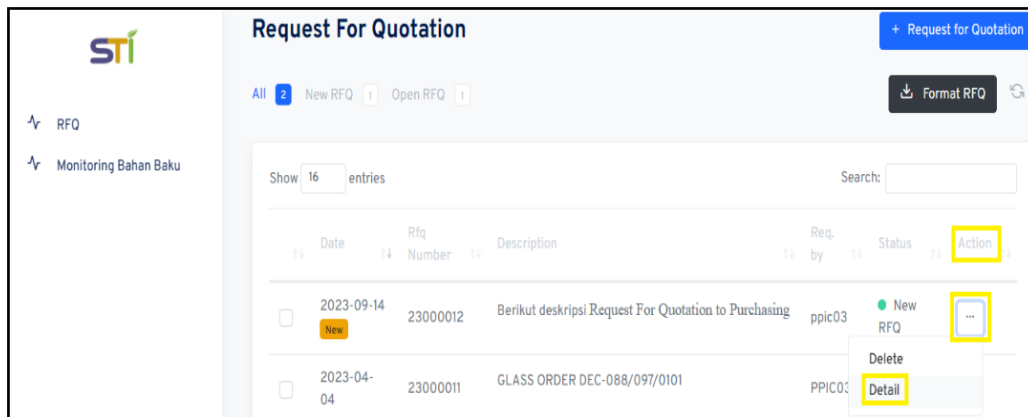 STI
Request For Quotation
+ Request for Quotation
All 2 New RFQ 1 Open RFQ 1
Format RFQ
RFQ
Monitoring Bahan Baku
Show 16 entries
Search:
Date
Rfq
Number
Description
Req.
by
Status
Action
2023-09-14
New
23000012
Berikut deskripsi Request For Quotation to Purchasing
ppic03
New
RFQ
...
Delete
Detail
2023-04-
04
23000011
GLASS ORDER DEC-088/097/0101
PPIC03